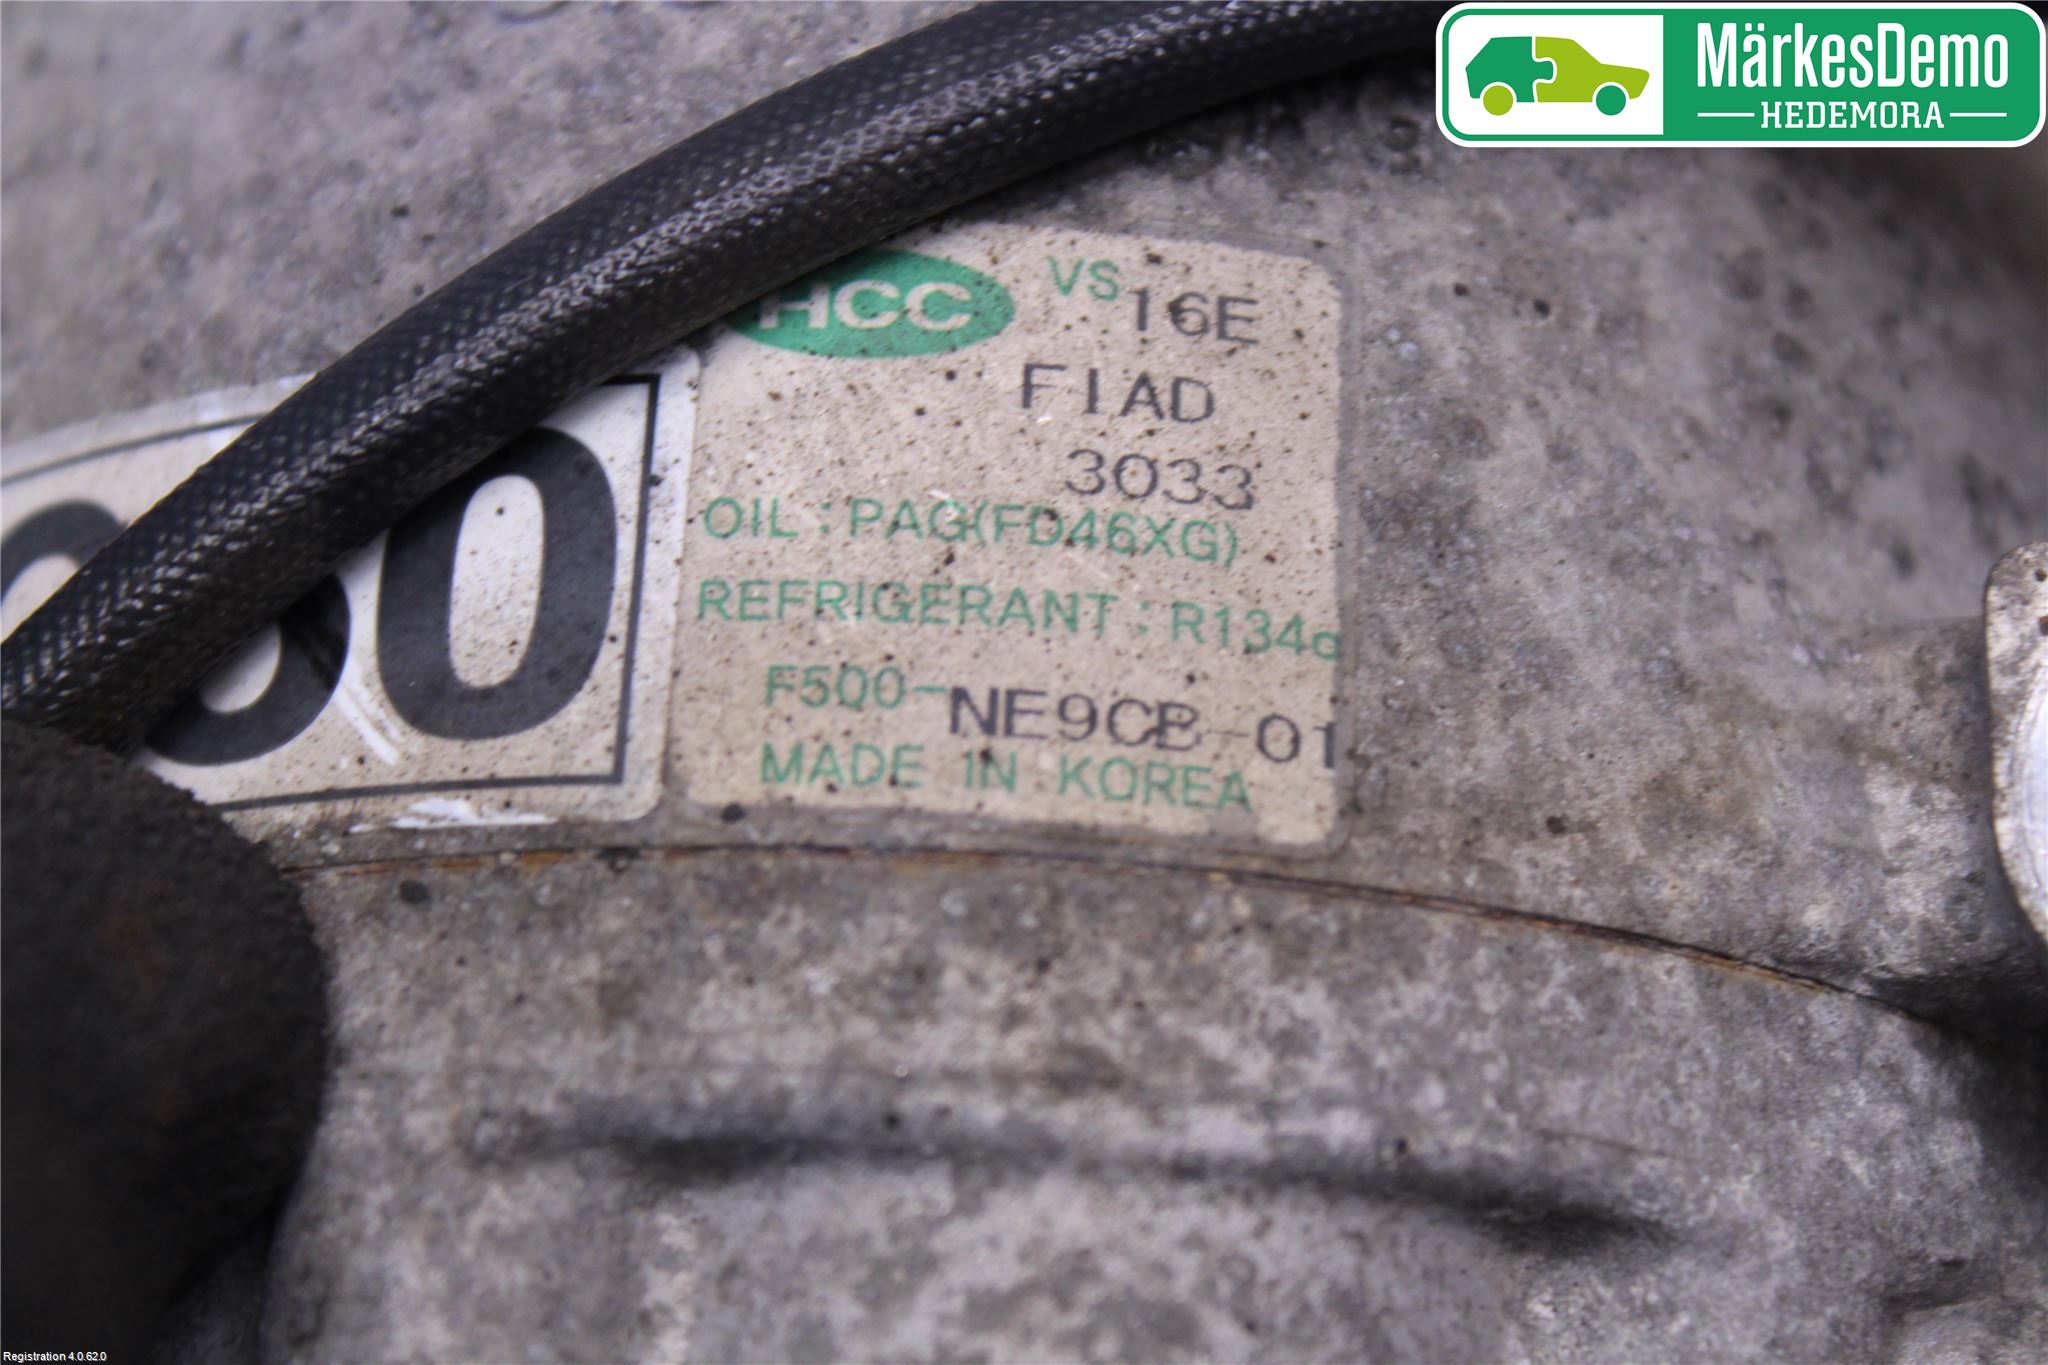 MärkesDemo
HEDEMORA
HCC VS16E
FIAD
3033
OIL : PAG(FD46XG)
REFRIGERANT : R134a
F500-NE9CB-01
MADE IN KOREA
Registration 4.0.62.0